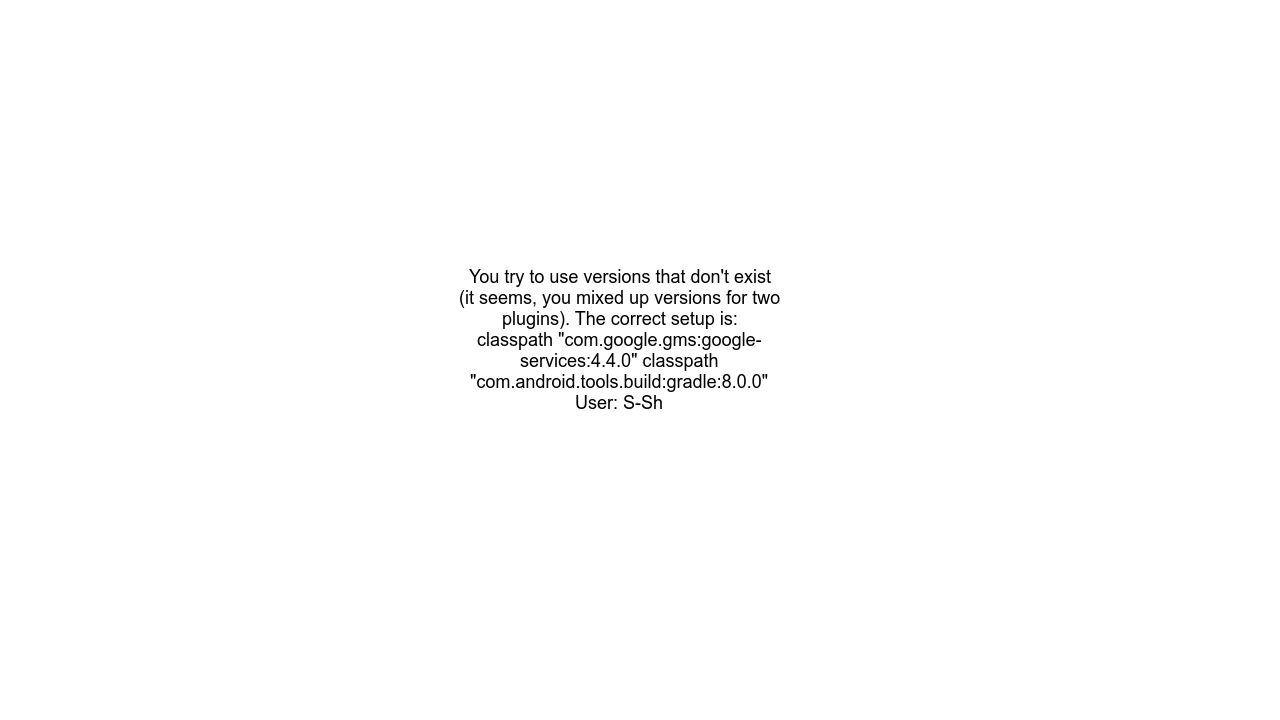 You try to use versions that don't exist
(it seems, you mixed up versions for two
plugins). The correct setup is:
classpath "com.google.gms:google-
services:4.4.0" classpath
"com.android.tools.build:gradle:8.0.0"
User: S-Sh